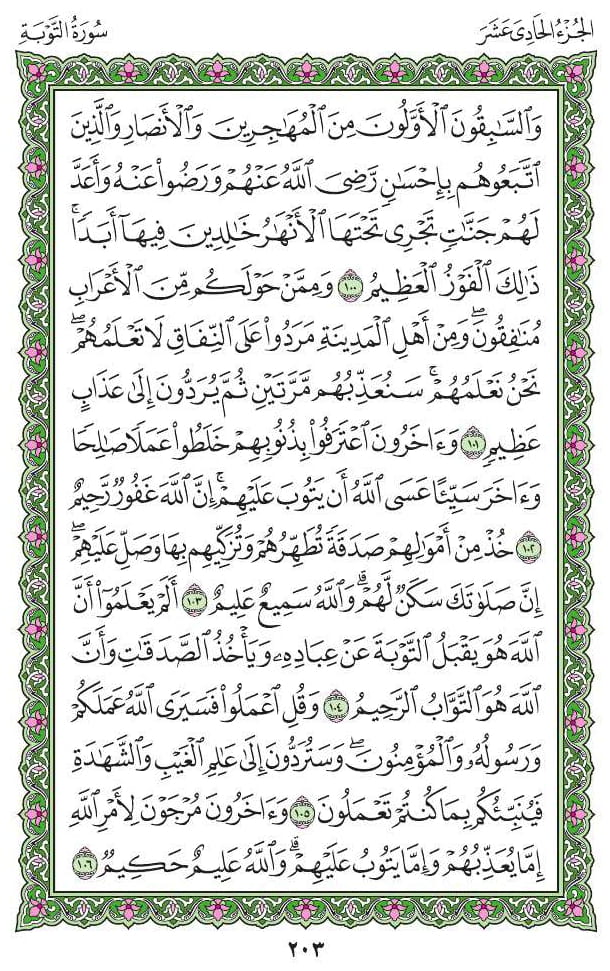 الجُزْءُ الحَادِى عَشَرَ
سُورَةُ التَّوْبَةِ
وَٱلسَّـٰبِقُونَ ٱلْأَوَّلُونَ مِنَ ٱلْمُهَـٰجِرِينَ وَٱلْأَنصَارِ وَٱلَّذِينَ
ٱتَّبَعُوهُم بِإِحْسَـٰنٍ رَّضِىَ ٱللَّهُ عَنْهُمْ وَرَضُوا۟ عَنْهُ وَأَعَدَّ
لَهُمْ جَنَّـٰتٍ تَجْرِى تَحْتَهَا ٱلْأَنْهَـٰرُ خَـٰلِدِينَ فِيهَآ أَبَدًا ۚ
ذَٰلِكَ ٱلْفَوْزُ ٱلْعَظِيمُ ١٠٠ وَمِمَّنْ حَوْلَكُم مِّنَ ٱلْأَعْرَابِ
مُنَـٰفِقُونَ ۖ وَمِنْ أَهْلِ ٱلْمَدِينَةِ مَرَدُوا۟ عَلَى ٱلنِّفَاقِ لَا تَعْلَمُهُمْ ۖ
نَحْنُ نَعْلَمُهُمْ ۚ سَنُعَذِّبُهُم مَّرَّتَيْنِ ثُمَّ يُرَدُّونَ إِلَىٰ عَذَابٍ
عَظِيمٍ ١٠١ وَءَاخَرُونَ ٱعْتَرَفُوا۟ بِذُنُوبِهِمْ خَلَطُوا۟ عَمَلًا صَـٰلِحًا
وَءَاخَرَ سَيِّئًا عَسَى ٱللَّهُ أَن يَتُوبَ عَلَيْهِمْ ۚ إِنَّ ٱللَّهَ غَفُورٌ رَّحِيمٌ
١٠٢ خُذْ مِنْ أَمْوَٰلِهِمْ صَدَقَةً تُطَهِّرُهُمْ وَتُزَكِّيهِم بِهَا وَصَلِّ عَلَيْهِمْ ۖ
إِنَّ صَلَوٰتَكَ سَكَنٌ لَّهُمْ ۗ وَٱللَّهُ سَمِيعٌ عَلِيمٌ ١٠٣ أَلَمْ يَعْلَمُوٓا۟ أَنَّ
ٱللَّهَ هُوَ يَقْبَلُ ٱلتَّوْبَةَ عَنْ عِبَادِهِۦ وَيَأْخُذُ ٱلصَّدَقَـٰتِ وَأَنَّ
ٱللَّهَ هُوَ ٱلتَّوَّابُ ٱلرَّحِيمُ ١٠٤ وَقُلِ ٱعْمَلُوا۟ فَسَيَرَى ٱللَّهُ عَمَلَكُمْ
وَرَسُولُهُۥ وَٱلْمُؤْمِنُونَ ۖ وَسَتُرَدُّونَ إِلَىٰ عَـٰلِمِ ٱلْغَيْبِ وَٱلشَّهَـٰدَةِ
فَيُنَبِّئُكُم بِمَا كُنتُمْ تَعْمَلُونَ ١٠٥ وَءَاخَرُونَ مُرْجَوْنَ لِأَمْرِ ٱللَّهِ
إِمَّا يُعَذِّبُهُمْ وَإِمَّا يَتُوبُ عَلَيْهِمْ ۗ وَٱللَّهُ عَلِيمٌ حَكِيمٌ ١٠٦
٢٠٣